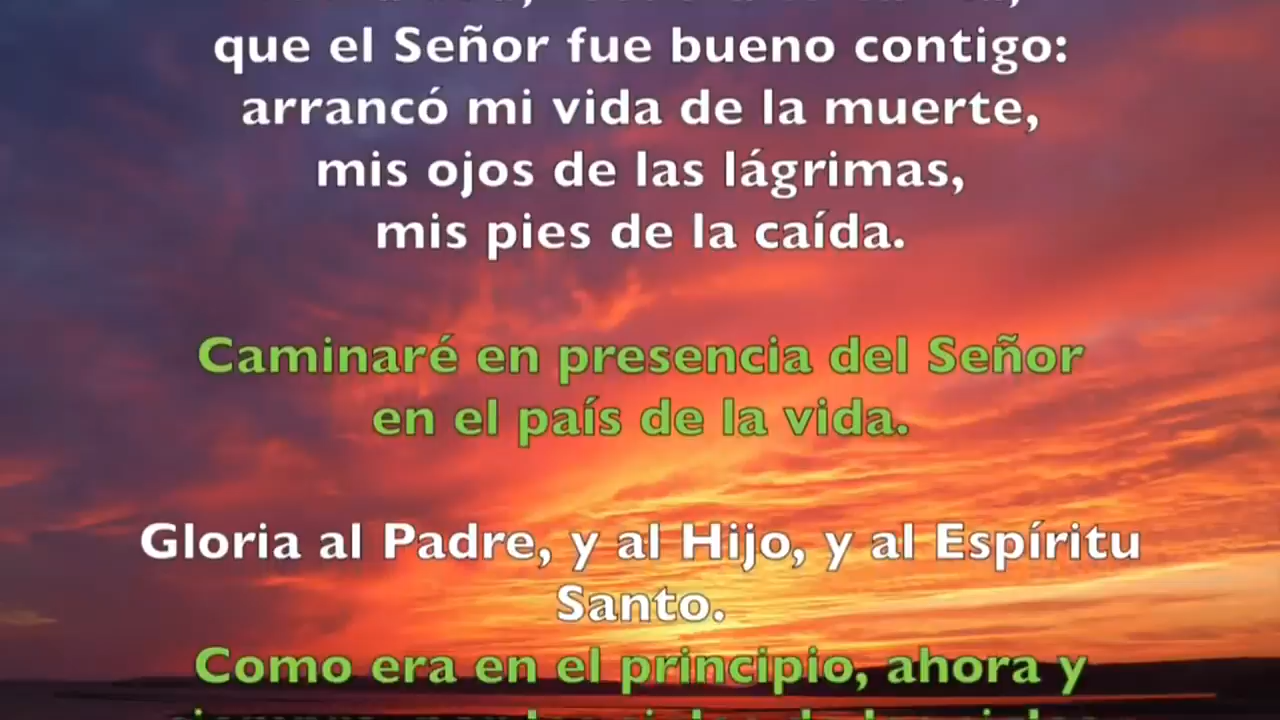 que el Señor fue bueno contigo:
arrancó mi vida de la muerte,
mis ojos de las lágrimas,
mis pies de la caída.
Caminaré en presencia del Señor
en el país de la vida.
Gloria al Padre, y al Hijo, y al Espíritu
Santo.
Como era en el principio, ahora y